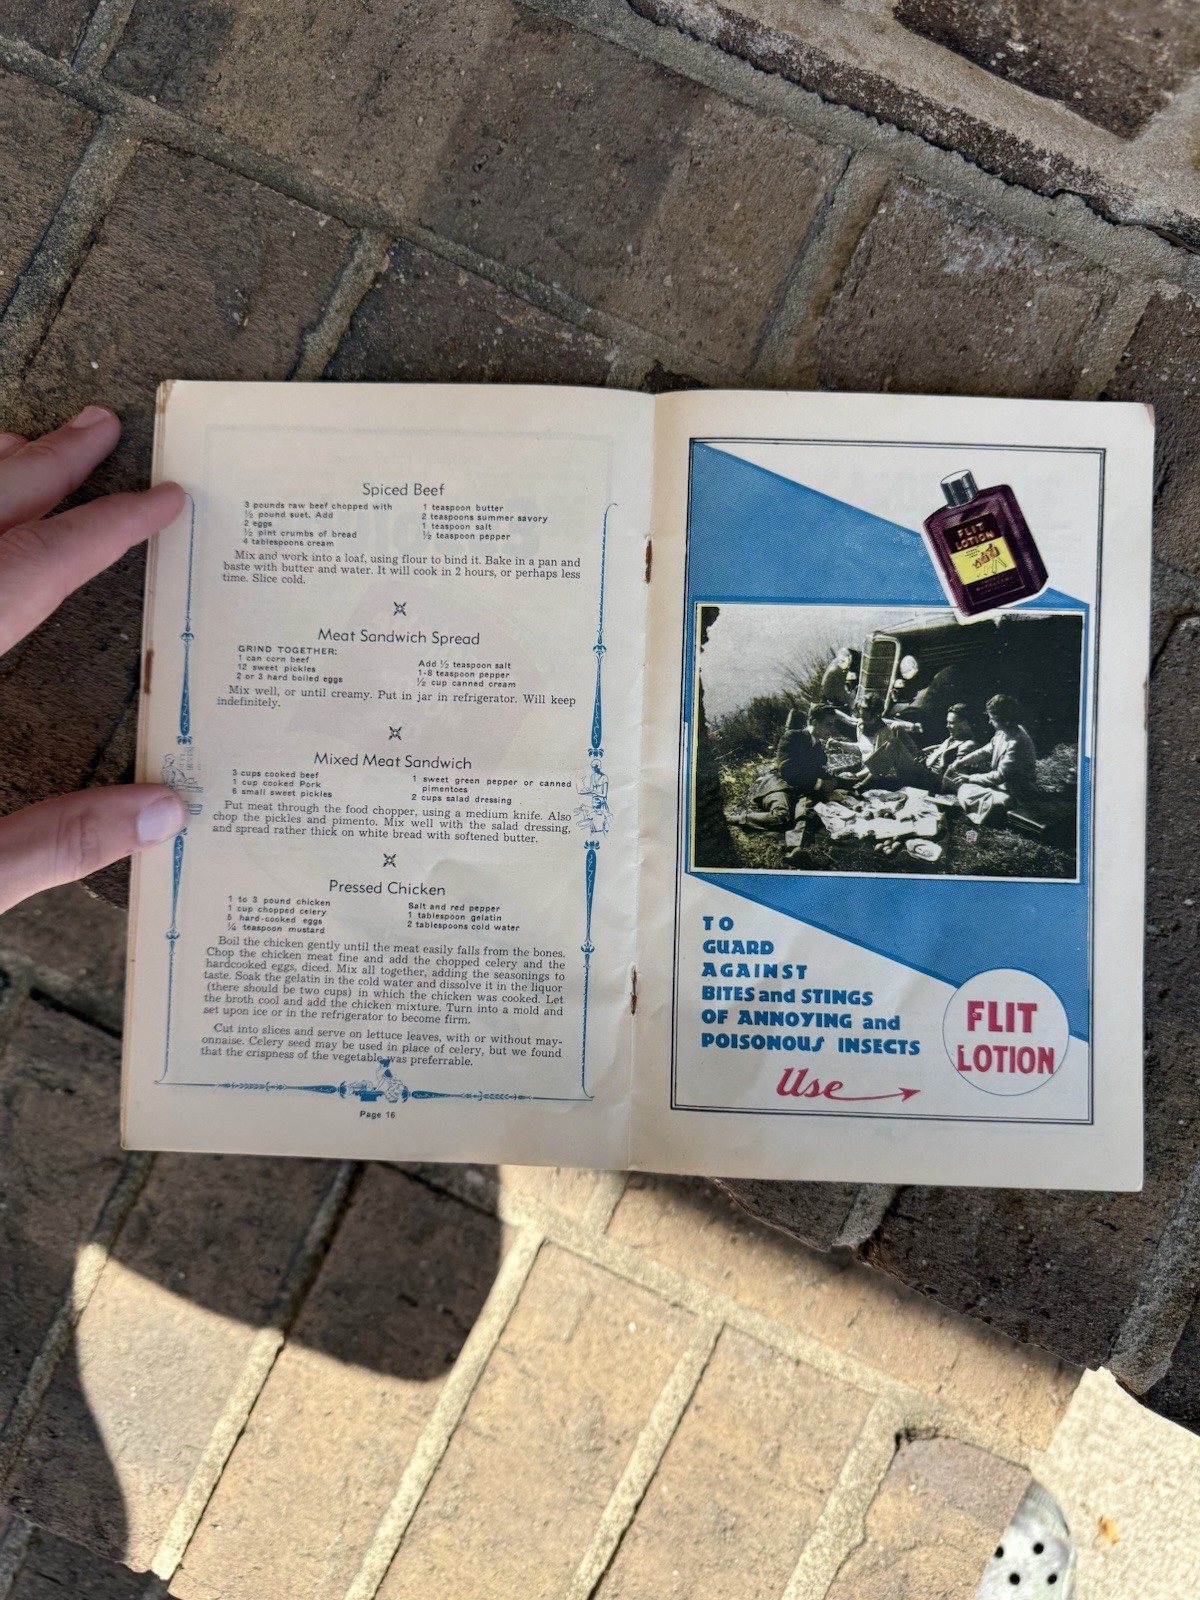 Spiced Beef
3 pounds raw beef chopped with
½ pound suet. Add
2 eggs
½ pint crumbs of bread
4 tablespoons cream
1 teaspoon butter
2 teaspoons summer savory
1 teaspoon salt
½ teaspoon pepper
Mix and work into a loaf, using flour to bind it. Bake in a pan and
baste with butter and water. It will cook in 2 hours, or perhaps less
time. Slice cold.
Meat Sandwich Spread
GRIND TOGETHER:
1 can corn beef
12 sweet pickles
2 or 3 hard boiled eggs
Add ½ teaspoon salt
1-8 teaspoon pepper
½ cup canned cream
Mix well, or until creamy. Put in jar in refrigerator. Will keep
indefinitely.
Mixed Meat Sandwich
3 cups cooked beef
1 cup cooked Pork
6 small sweet pickles
1 sweet green pepper or canned
pimentoes
2 cups salad dressing
Put meat through the food chopper, using a medium knife. Also
chop the pickles and pimento. Mix well with the salad dressing,
and spread rather thick on white bread with softened butter.
Pressed Chicken
1 to 3 pound chicken
1 cup chopped celery
5 hard-cooked eggs
¼ teaspoon mustard
Salt and red pepper
1 tablespoon gelatin
2 tablespoons cold water
Boil the chicken gently until the meat easily falls from the bones.
Chop the chicken meat fine and add the chopped celery and the
hardcooked eggs, diced. Mix all together, adding the seasonings to
taste. Soak the gelatin in the cold water and dissolve it in the liquor
(there should be two cups) in which the chicken was cooked. Let
the broth cool and add the chicken mixture. Turn into a mold and
set upon ice or in the refrigerator to become firm.
Cut into slices and serve on lettuce leaves, with or without may-
onnaise. Celery seed may be used in place of celery, but we found
that the crispness of the vegetable was preferrable.
Page 16
FLIT
LOTION
TO
GUARD
AGAINST
BITES and STINGS
OF ANNOYING and
POISONOUS INSECTS
Use
FLIT
LOTION